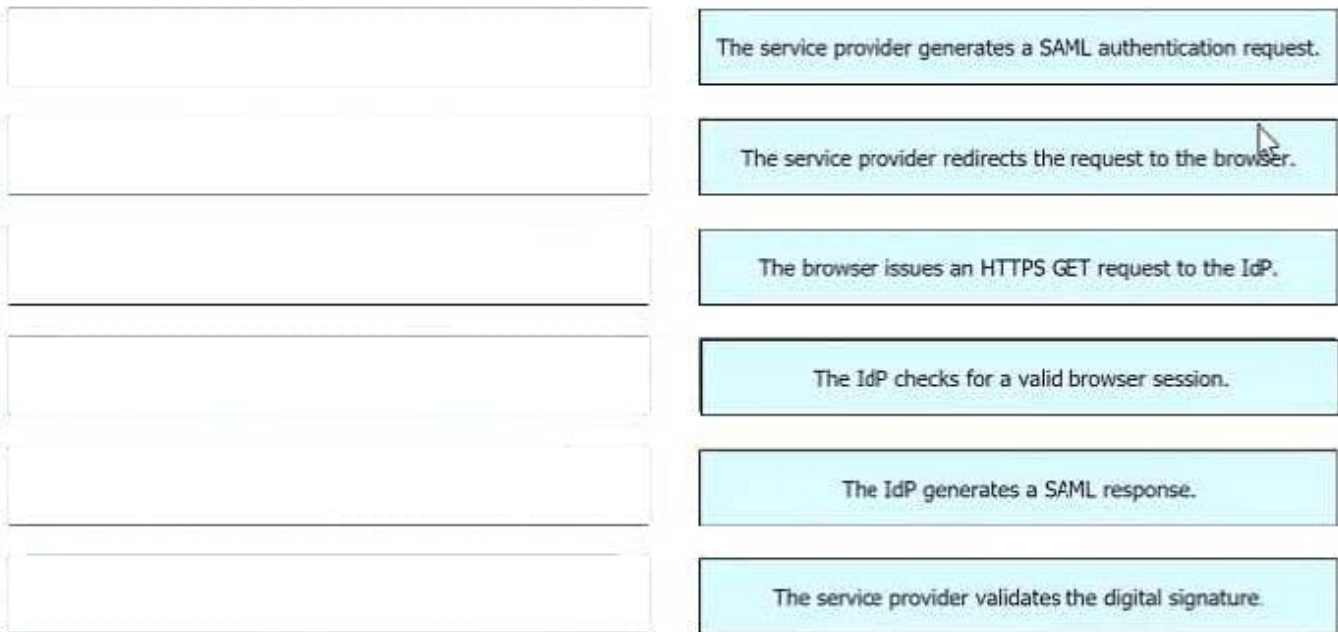 The service provider generates a SAML authentication request.
The service provider redirects the request to the browser.
The browser issues an HTTPS GET request to the IdP.
The IdP checks for a valid browser session.
The IdP generates a SAML response.
The service provider validates the digital signature.